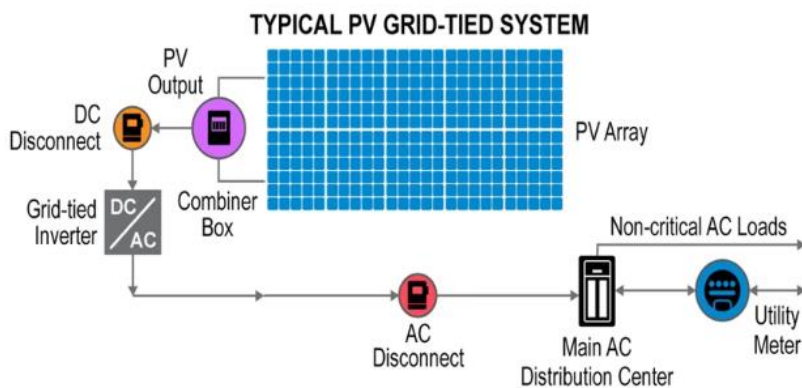 TYPICAL PV GRID-TIED SYSTEM
PV
Output
DC
Disconnect
PV Array
Combiner
Box
Grid-tied
Inverter
DC
AC
Non-critical AC Loads
AC
Disconnect
Main AC
Distribution Center
Utility
Meter